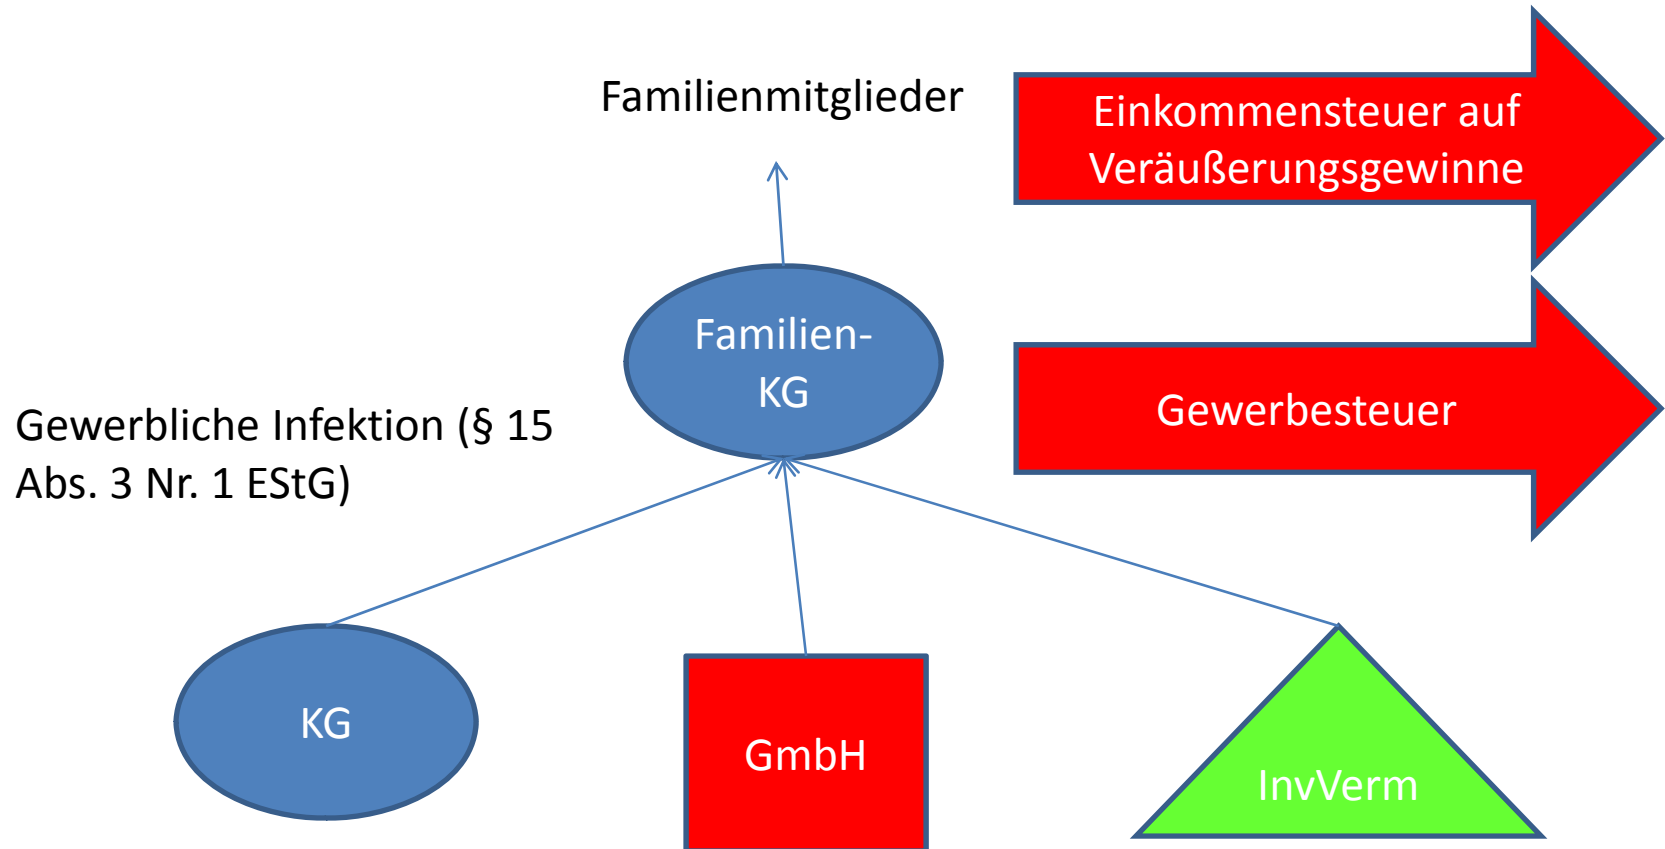 Familienmitglieder
Einkommensteuer auf
Veräußerungsgewinne
Familien-
KG
Gewerbesteuer
Gewerbliche Infektion (§ 15
Abs. 3 Nr. 1 EStG)
KG
GmbH
InvVerm